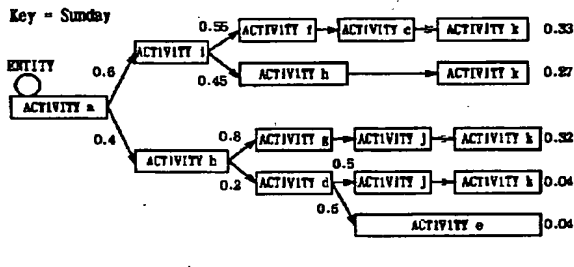 Key = Sunday
ENTITY
ACTIVITY a
0.6
0.4
ACTIVITY i
0.55
0.45
ACTIVITY f
ACTIVITY c
ACTIVITY k
0.33
ACTIVITY h
ACTIVITY k
0.27
ACTIVITY b
0.8
0.2
ACTIVITY g
ACTIVITY j
ACTIVITY k
0.32
ACTIVITY d
0.5
ACTIVITY j
ACTIVITY k
0.04
0.5
ACTIVITY e
0.04